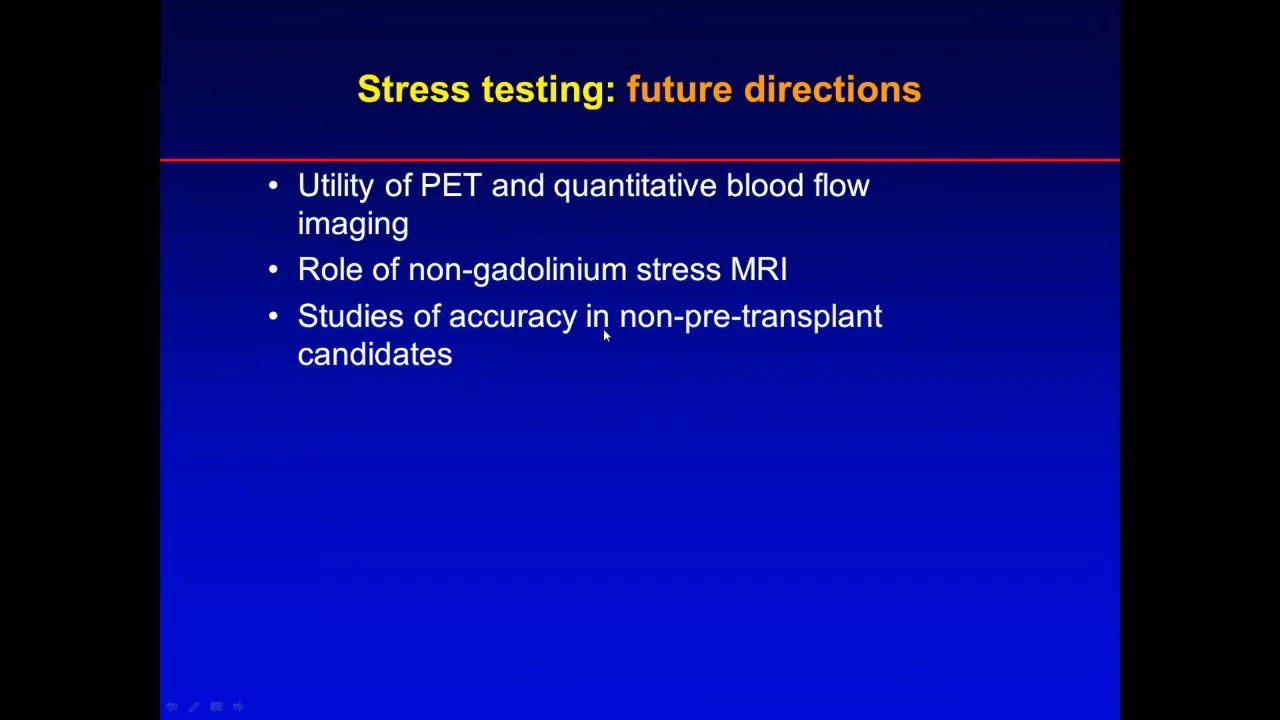 Stress testing: future directions
• Utility of PET and quantitative blood flow
imaging
• Role of non-gadolinium stress MRI
• Studies of accuracy in non-pre-transplant
candidates